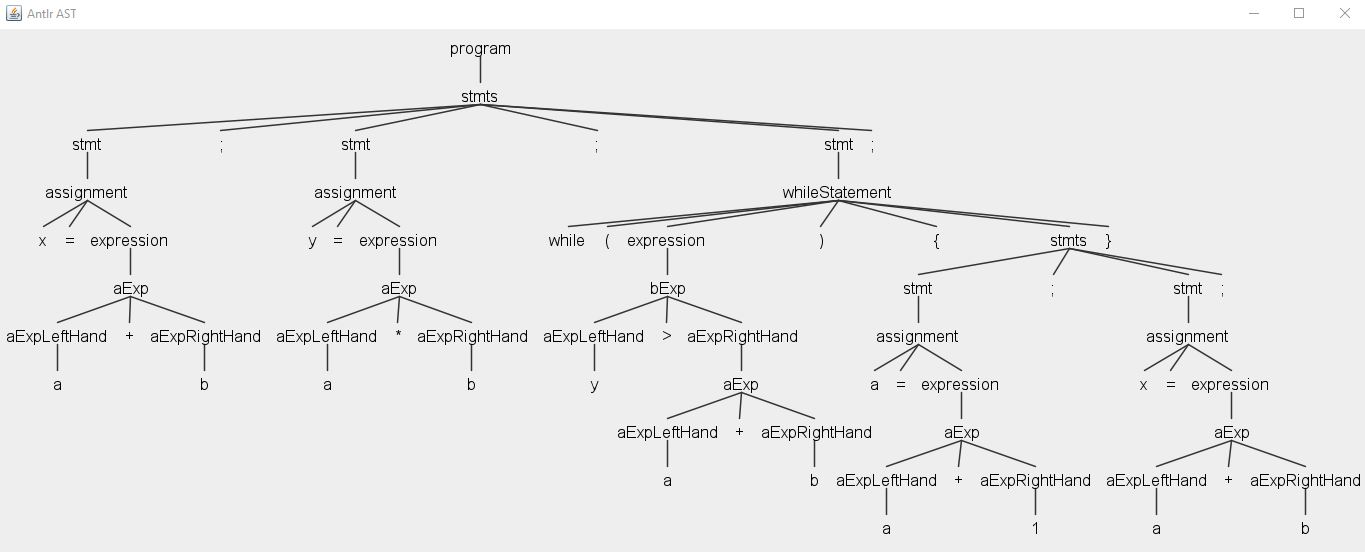 Antlr AST
program
stmts
stmt ; stmt ; stmt ;
assignment assignment whileStatement
x = expression y = expression while ( expression ) { stmts }
aExp aExp bExp stmt ; stmt ;
aExpLeftHand + aExpRightHand aExpLeftHand * aExpRightHand aExpLeftHand > aExpRightHand assignment assignment
a b a b y aExp a = expression x = expression
aExpLeftHand + aExpRightHand aExp aExp
a b aExpLeftHand + aExpRightHand aExpLeftHand + aExpRightHand
a 1 a b